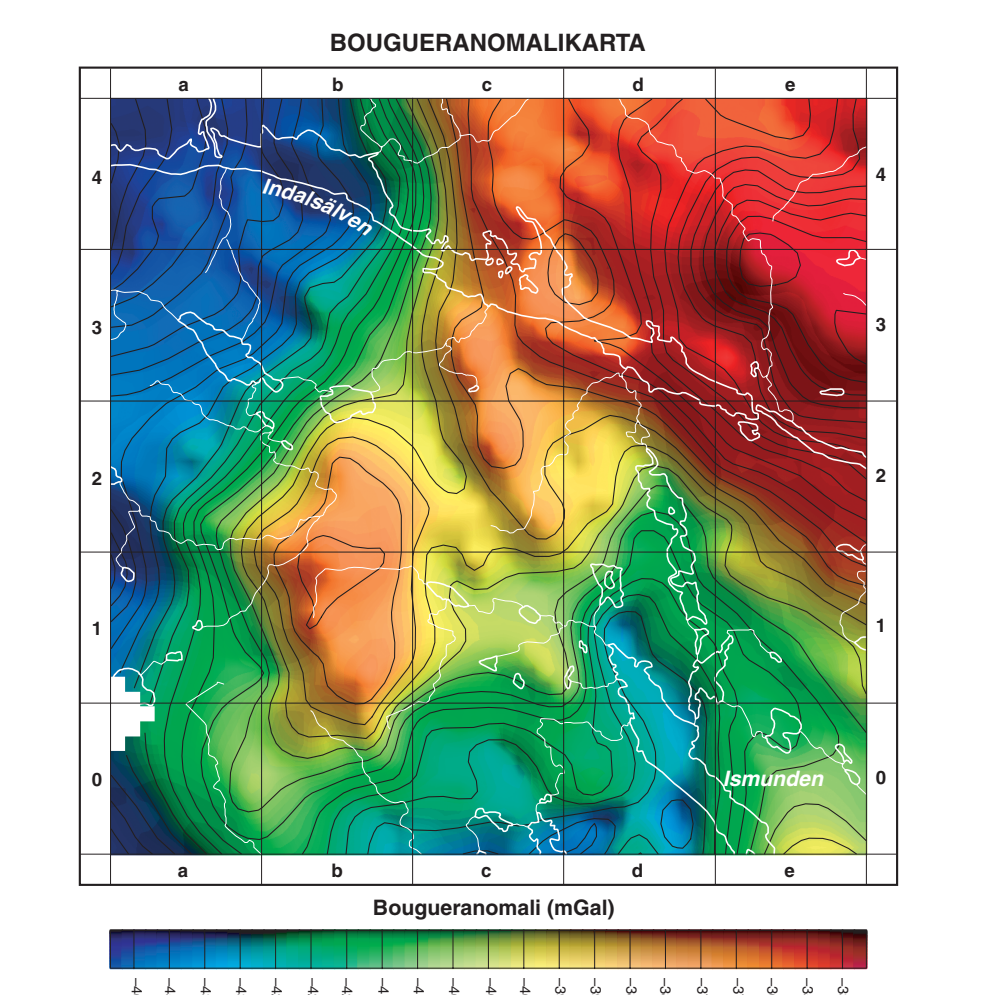 BOUGUERANOMALIKARTA
a b c d e
4 4
Indalsälven
3 3
2 2
1 1
Ismunden
0 0
a b c d e
Bougueranomali (mGal)